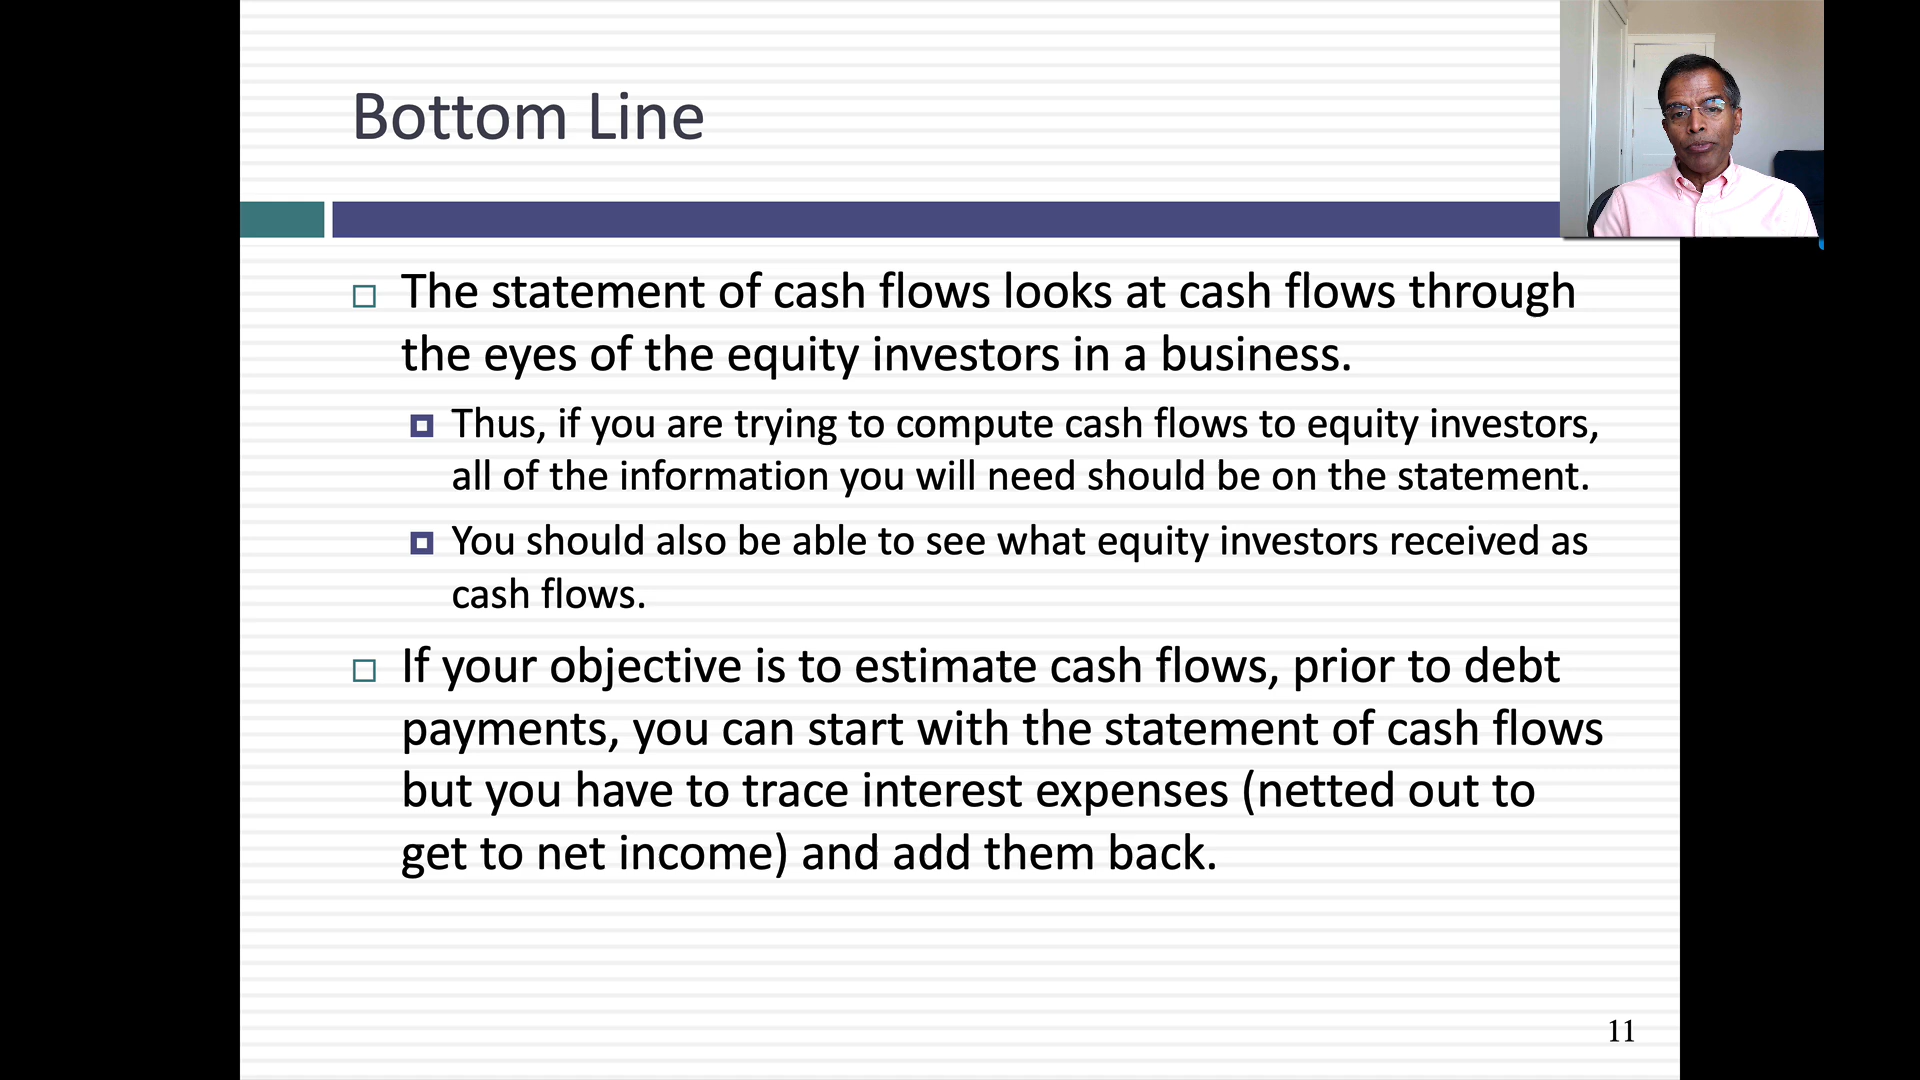 Bottom Line
The statement of cash flows looks at cash flows through
the eyes of the equity investors in a business.
Thus, if you are trying to compute cash flows to equity investors,
all of the information you will need should be on the statement.
You should also be able to see what equity investors received as
cash flows.
If your objective is to estimate cash flows, prior to debt
payments, you can start with the statement of cash flows
but you have to trace interest expenses (netted out to
get to net income) and add them back.
11